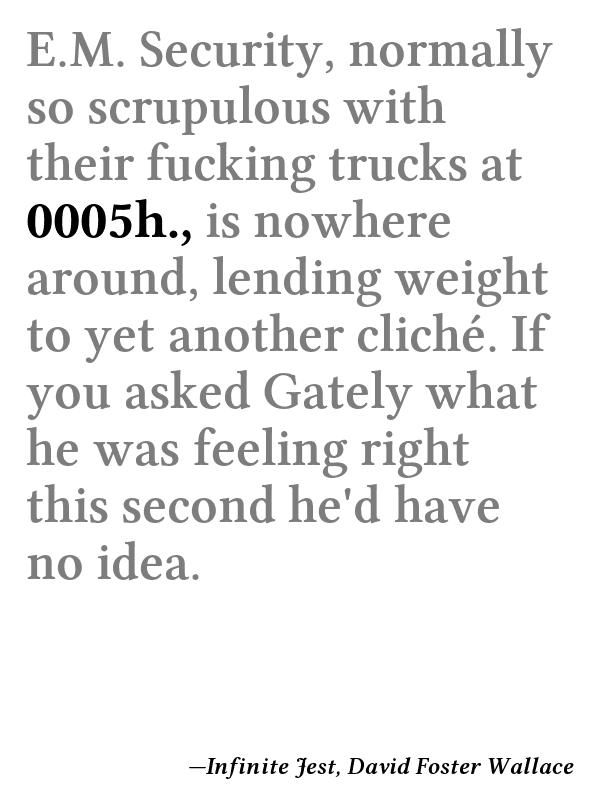 E.M. Security, normally
so scrupulous with
their fucking trucks at
0005h., is nowhere
around, lending weight
to yet another cliché. If
you asked Gately what
he was feeling right
this second he'd have
no idea.
—Infinite Jest, David Foster Wallace